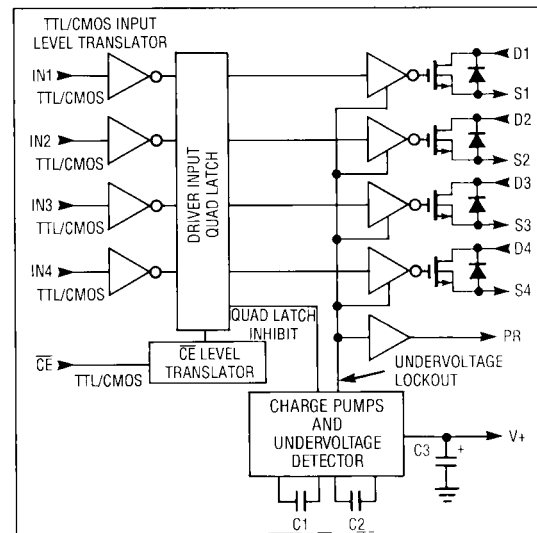 TTL/CMOS INPUT
LEVEL TRANSLATOR
IN1
TTL/CMOS
IN2
TTL/CMOS
IN3
TTL/CMOS
IN4
TTL/CMOS
DRIVER INPUT
QUAD LATCH
D1
S1
D2
S2
D3
S3
D4
S4
QUAD LATCH
INHIBIT
PR
CE
TTL/CMOS
CE LEVEL
TRANSLATOR
UNDERVOLTAGE
LOCKOUT
CHARGE PUMPS
AND
UNDERVOLTAGE
DETECTOR
V+
C3
+
C1
C2